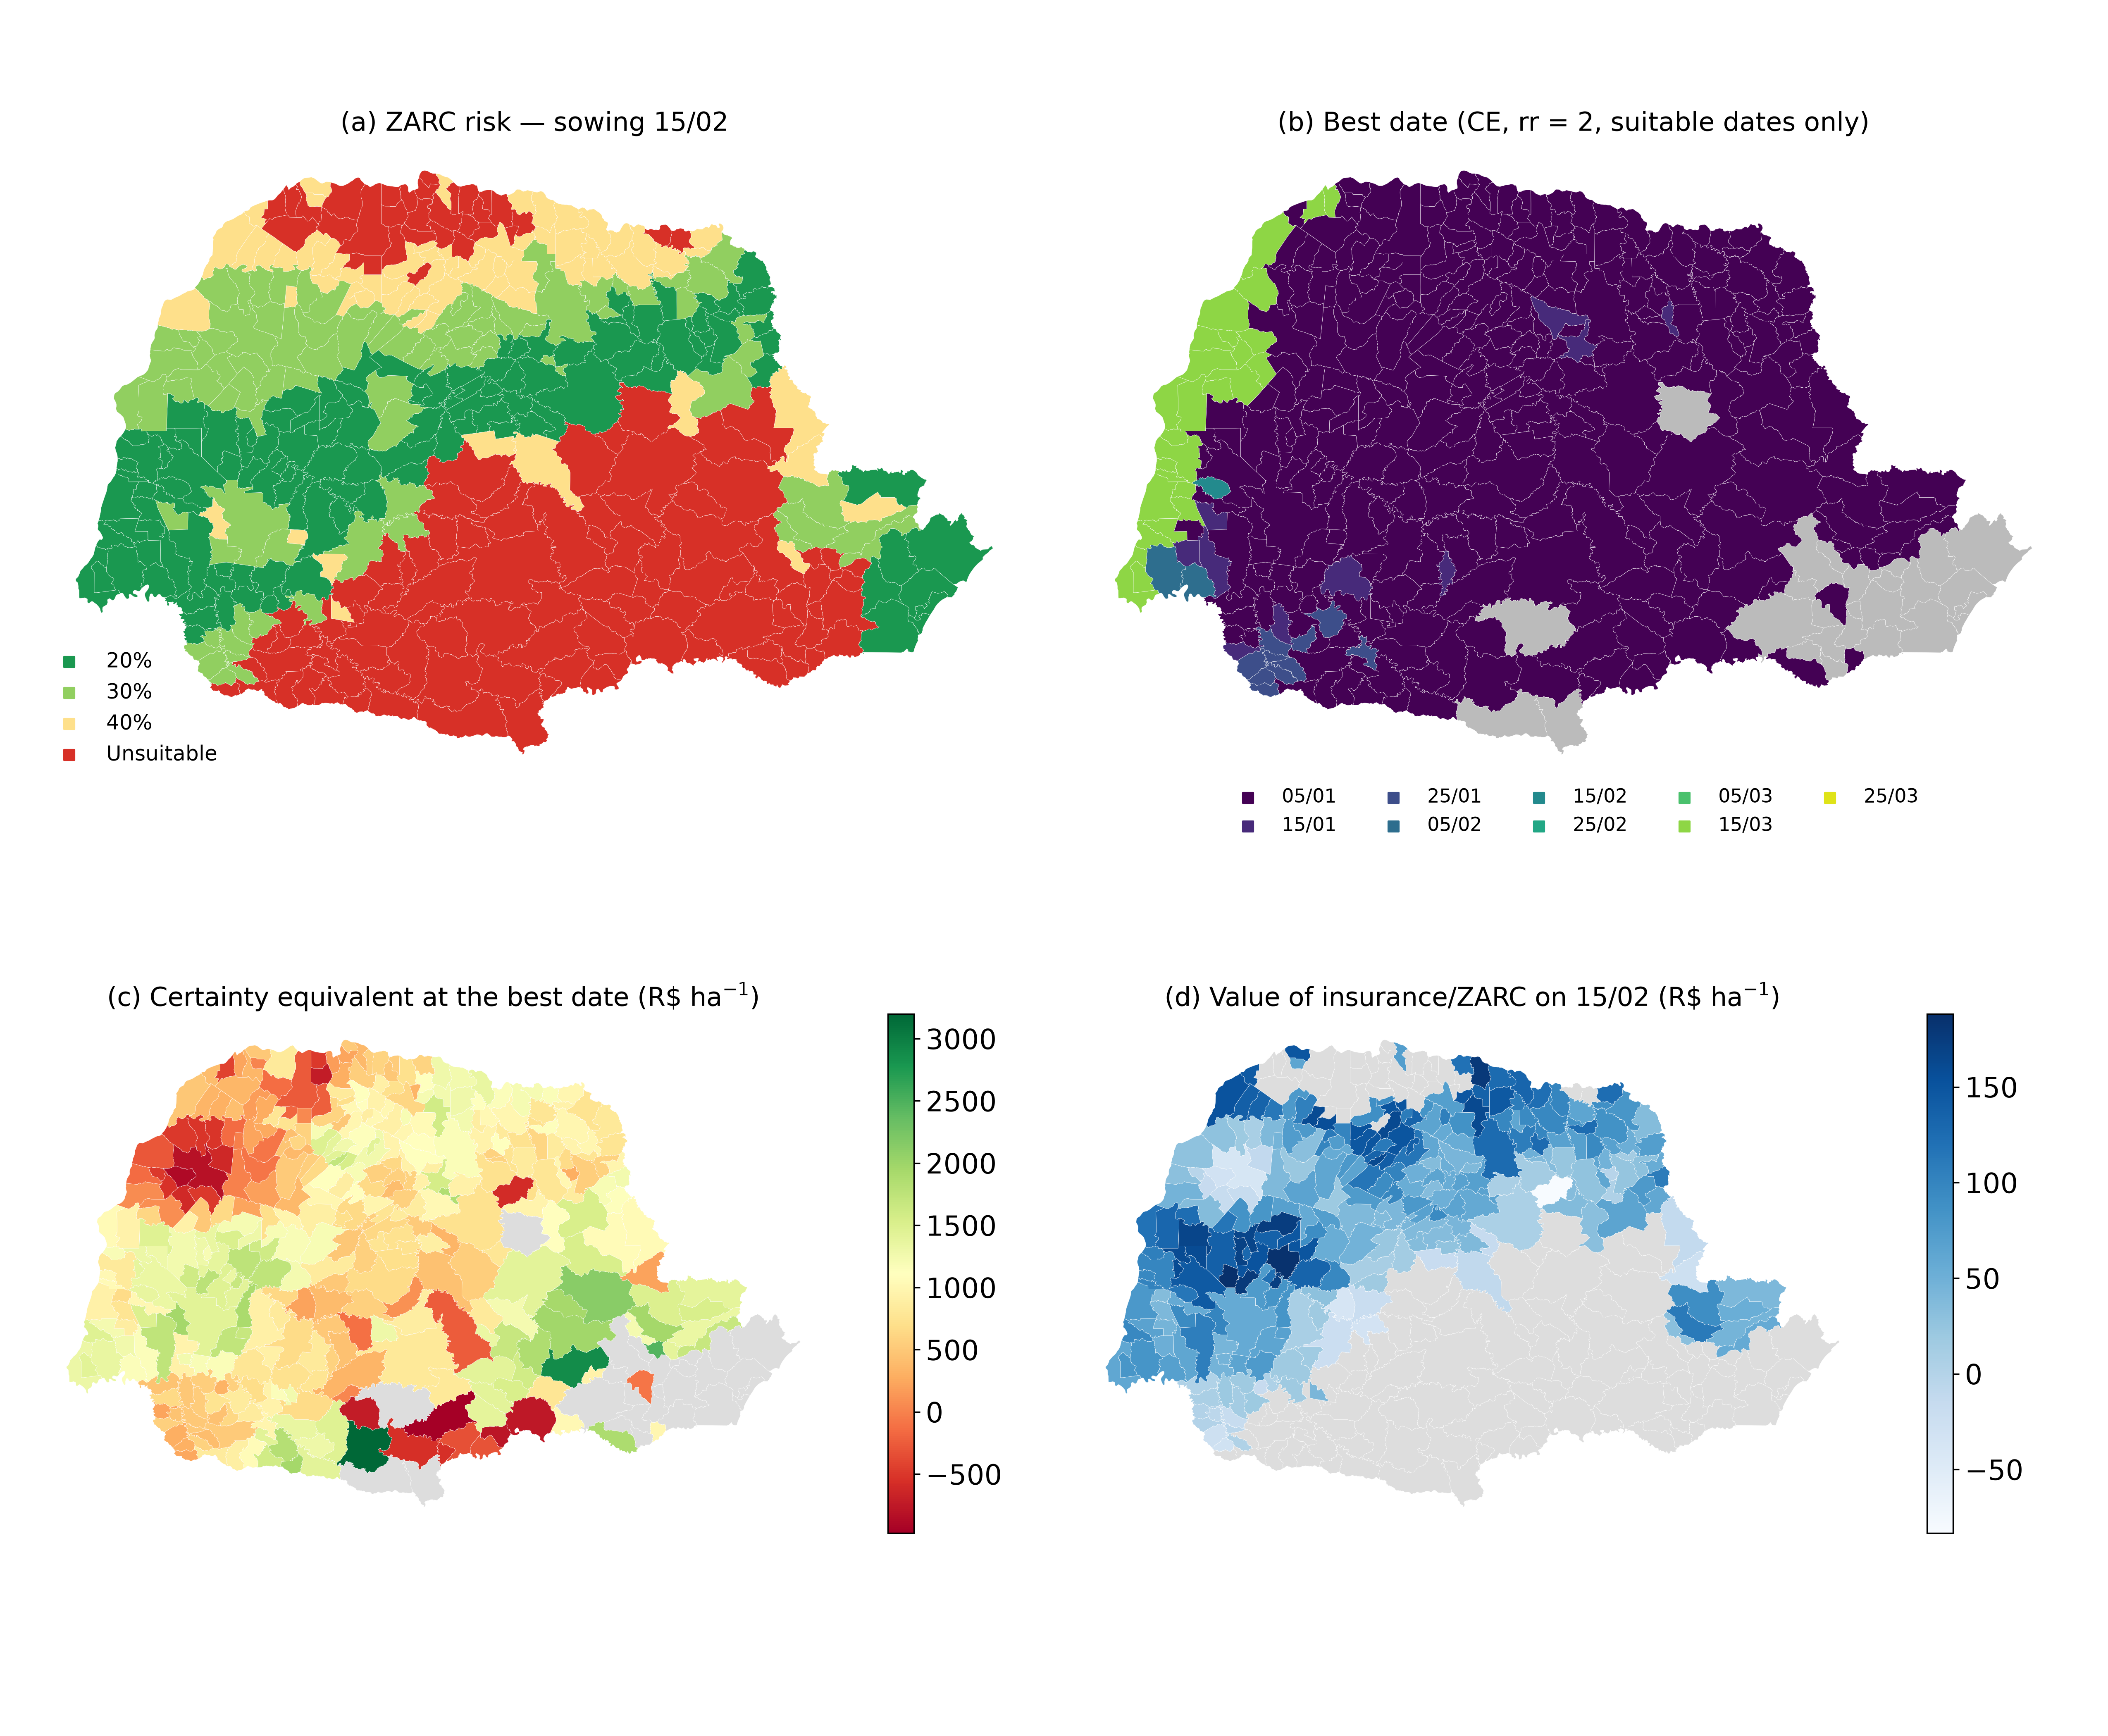 (a) ZARC risk — sowing 15/02
20%
30%
40%
Unsuitable
(b) Best date (CE, rr = 2, suitable dates only)
05/01 25/01 15/02 05/03 25/03
15/01 05/02 25/02 15/03
(c) Certainty equivalent at the best date (R$ ha⁻¹)
3000
2500
2000
1500
1000
500
0
−500
(d) Value of insurance/ZARC on 15/02 (R$ ha⁻¹)
150
100
50
0
−50